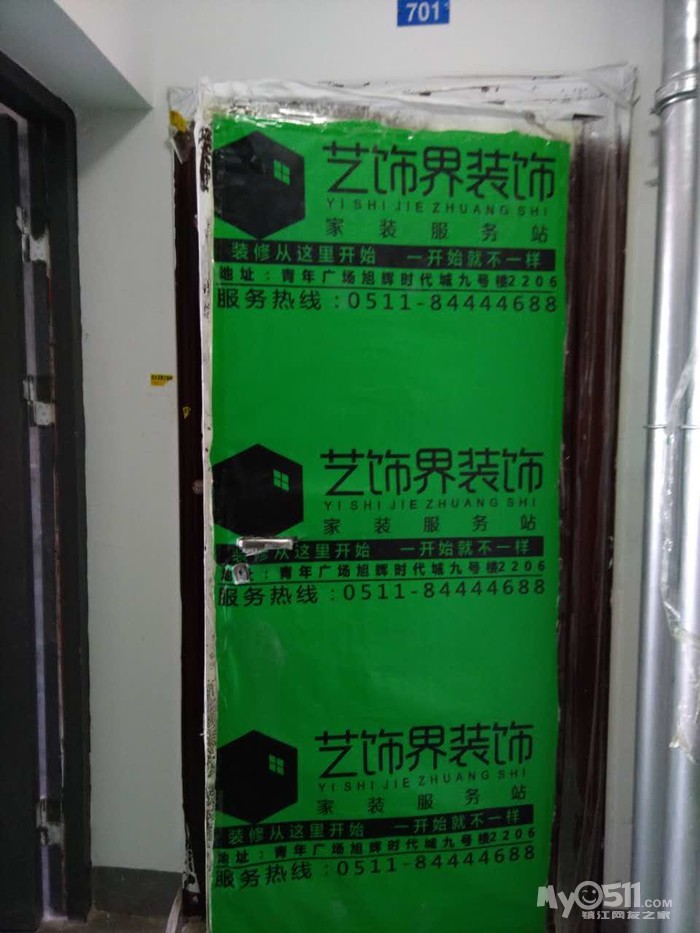 701
艺饰界装饰
YI SHI JIE ZHUANG SHI
家装服务站
装修从这里开始 一开始就不一样
地址：青年广场旭辉时代城九号楼2206
服务热线：0511-84444688
艺饰界装饰
YI SHI JIE ZHUANG SHI
家装服务站
装修从这里开始 一开始就不一样
地址：青年广场旭辉时代城九号楼2206
服务热线：0511-84444688
艺饰界装饰
YI SHI JIE ZHUANG SHI
家装服务站
装修从这里开始 一开始就不一样
地址：青年广场旭辉时代城九号楼2206
服务热线：0511-84444688
My0511.COM
镇江网友之家